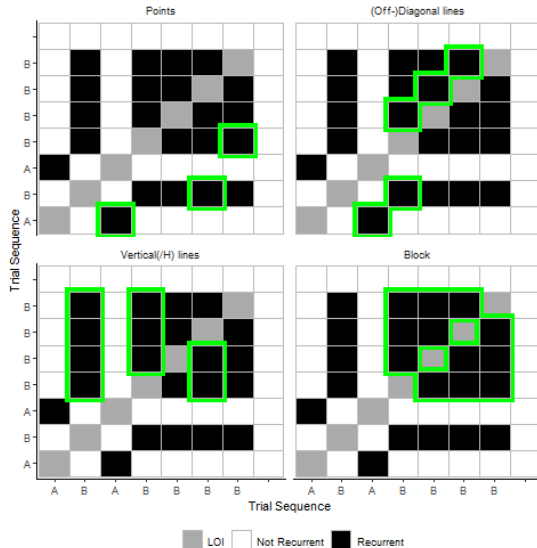 Points
(Off-)Diagonal lines
B
B
B
B
A
B
A
Trial Sequence
Vertical(/H) lines
Block
B
B
B
B
A
B
A
A B A B B B B
A B A B B B B
Trial Sequence
LOI Not Recurrent Recurrent